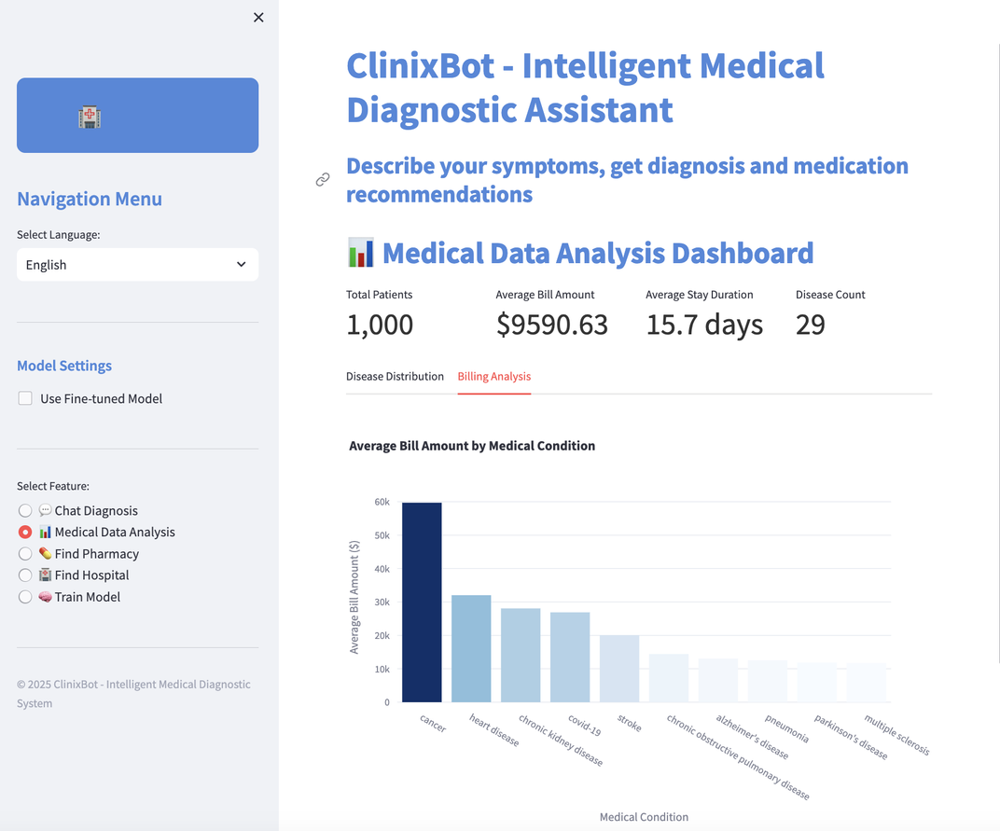 Navigation Menu
Select Language:
English
Model Settings
Use Fine-tuned Model
Select Feature:
💬 Chat Diagnosis
📊 Medical Data Analysis
💊 Find Pharmacy
🏥 Find Hospital
🧠 Train Model
© 2025 ClinixBot - Intelligent Medical Diagnostic
System
ClinixBot - Intelligent Medical
Diagnostic Assistant
Describe your symptoms, get diagnosis and medication
recommendations
📊 Medical Data Analysis Dashboard
Total Patients
1,000
Average Bill Amount
$9590.63
Average Stay Duration
15.7 days
Disease Count
29
Disease Distribution
Billing Analysis
Average Bill Amount by Medical Condition
Average Bill Amount ($)
60k
50k
40k
30k
20k
10k
0
cancer
heart disease
chronic kidney disease
covid-19
stroke
chronic obstructive pulmonary disease
alzheimer's disease
pneumonia
parkinson's disease
multiple sclerosis
Medical Condition